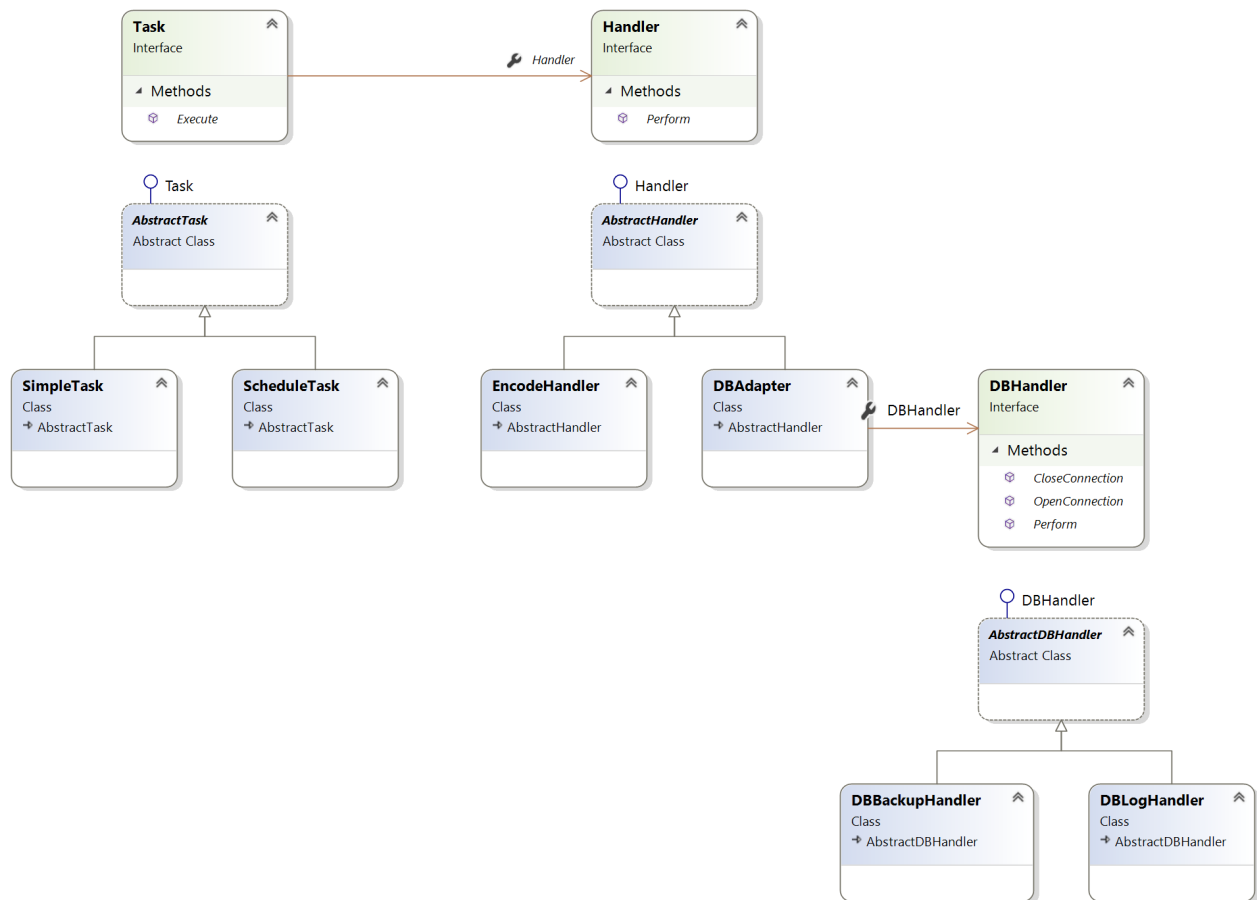 Task
Interface
Methods
Execute
Handler
Handler
Interface
Methods
Perform
Task
AbstractTask
Abstract Class
Handler
AbstractHandler
Abstract Class
SimpleTask
Class
AbstractTask
ScheduleTask
Class
AbstractTask
EncodeHandler
Class
AbstractHandler
DBAdapter
Class
AbstractHandler
DBHandler
DBHandler
Interface
Methods
CloseConnection
OpenConnection
Perform
DBHandler
AbstractDBHandler
Abstract Class
DBBackupHandler
Class
AbstractDBHandler
DBLogHandler
Class
AbstractDBHandler